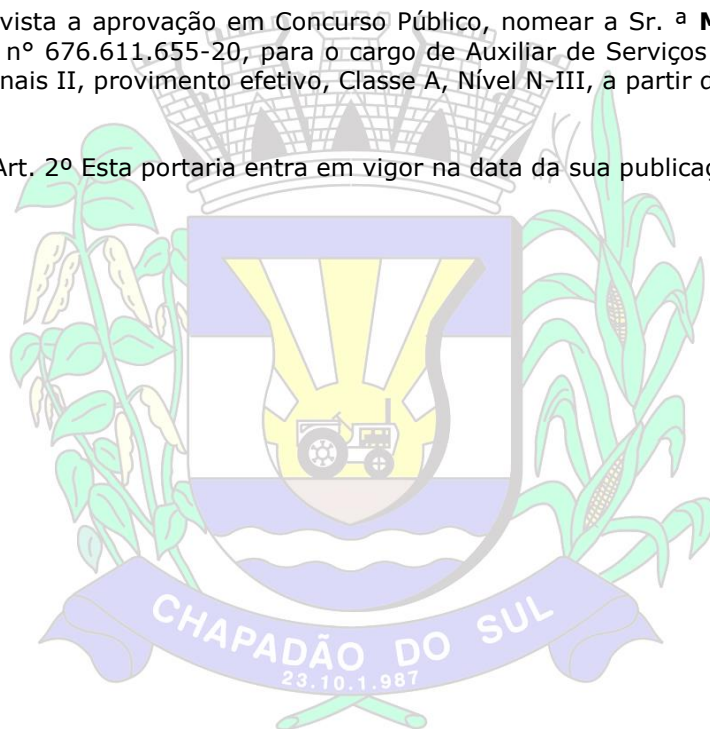 vista a aprovação em Concurso Público, nomear a Sr. ª
n° 676.611.655-20, para o cargo de Auxiliar de Serviços
nais II, provimento efetivo, Classe A, Nível N-III, a partir
Art. 2º Esta portaria entra em vigor na data da sua
CHAPADÃO DO SUL
23.10.1.987